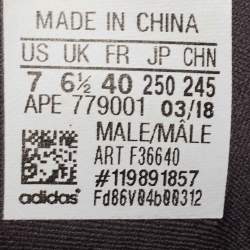 MADE IN CHINA
US UK FR JP CHN
7 6½ 40 250 245
APE 779001 03/18
MALE/MÂLE
ART F36640
#119891857
adidas® Fd86V04b00312